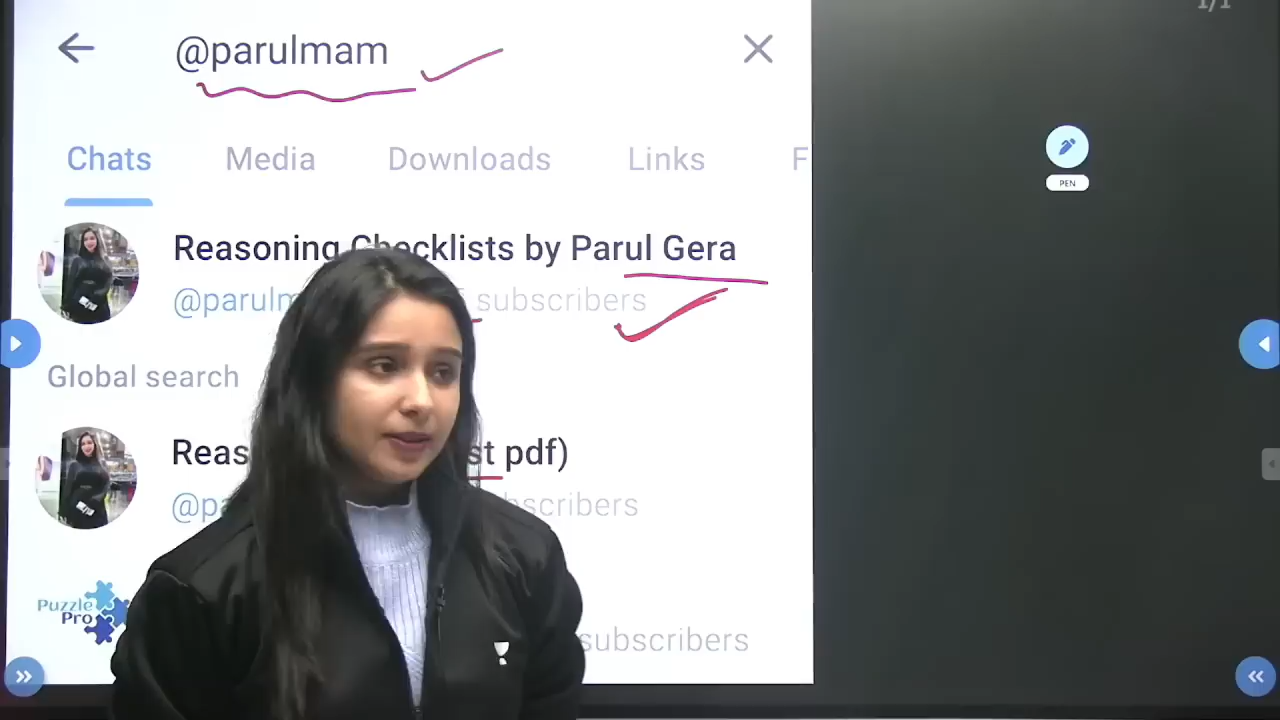 1/1
@parulmam
Chats Media Downloads Links F
PEN
Reasoning Checklists by Parul Gera
@parulm subscribers
Global search
Reas st pdf)
@pa bscribers
Puzzle
Pro
subscribers